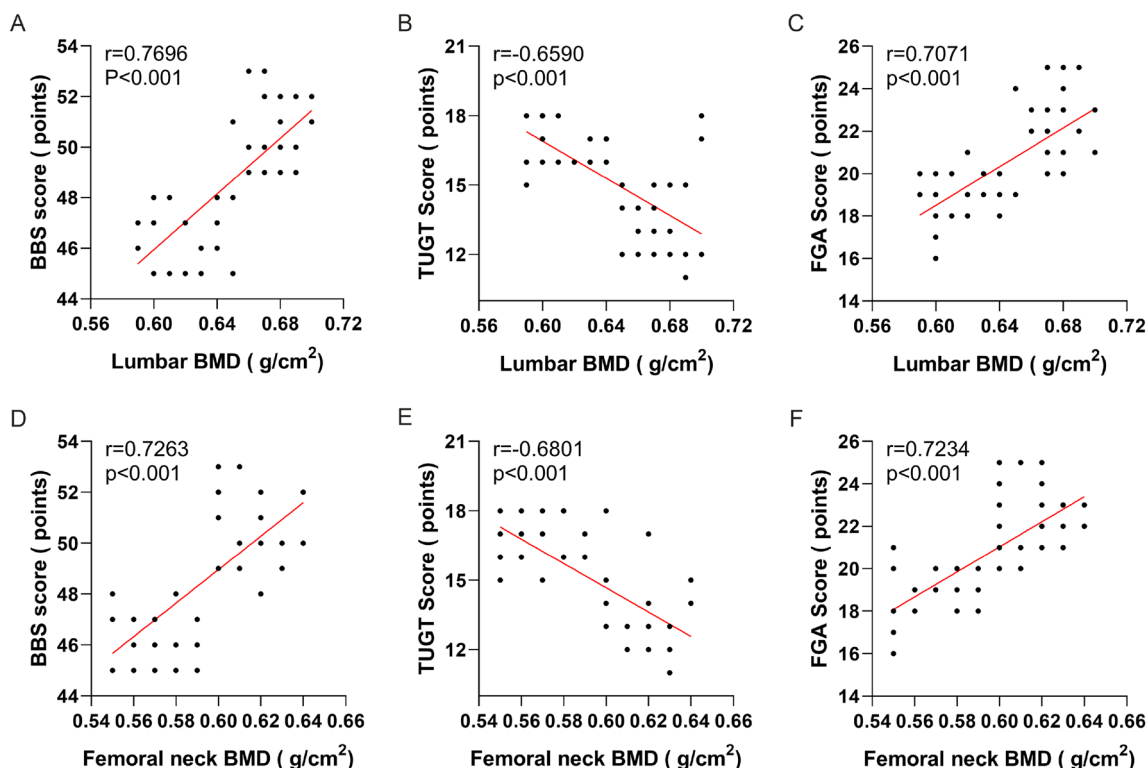 A
r=0.7696
P<0.001
BBS score ( points)
54
52
50
48
46
44
0.56 0.60 0.64 0.68 0.72
Lumbar BMD ( g/cm²)
B
r=-0.6590
p<0.001
TUGT Score ( points)
21
18
15
12
0.56 0.60 0.64 0.68 0.72
Lumbar BMD ( g/cm²)
C
r=0.7071
p<0.001
FGA Score ( points)
26
24
22
20
18
16
14
0.56 0.60 0.64 0.68 0.72
Lumbar BMD ( g/cm²)
D
r=0.7263
p<0.001
BBS score ( points)
54
52
50
48
46
44
0.54 0.56 0.58 0.60 0.62 0.64 0.66
Femoral neck BMD ( g/cm²)
E
r=-0.6801
p<0.001
TUGT Score ( points)
21
18
15
12
0.54 0.56 0.58 0.60 0.62 0.64 0.66
Femoral neck BMD ( g/cm²)
F
r=0.7234
p<0.001
FGA Score ( points)
26
24
22
20
18
16
14
0.54 0.56 0.58 0.60 0.62 0.64 0.66
Femoral neck BMD ( g/cm²)